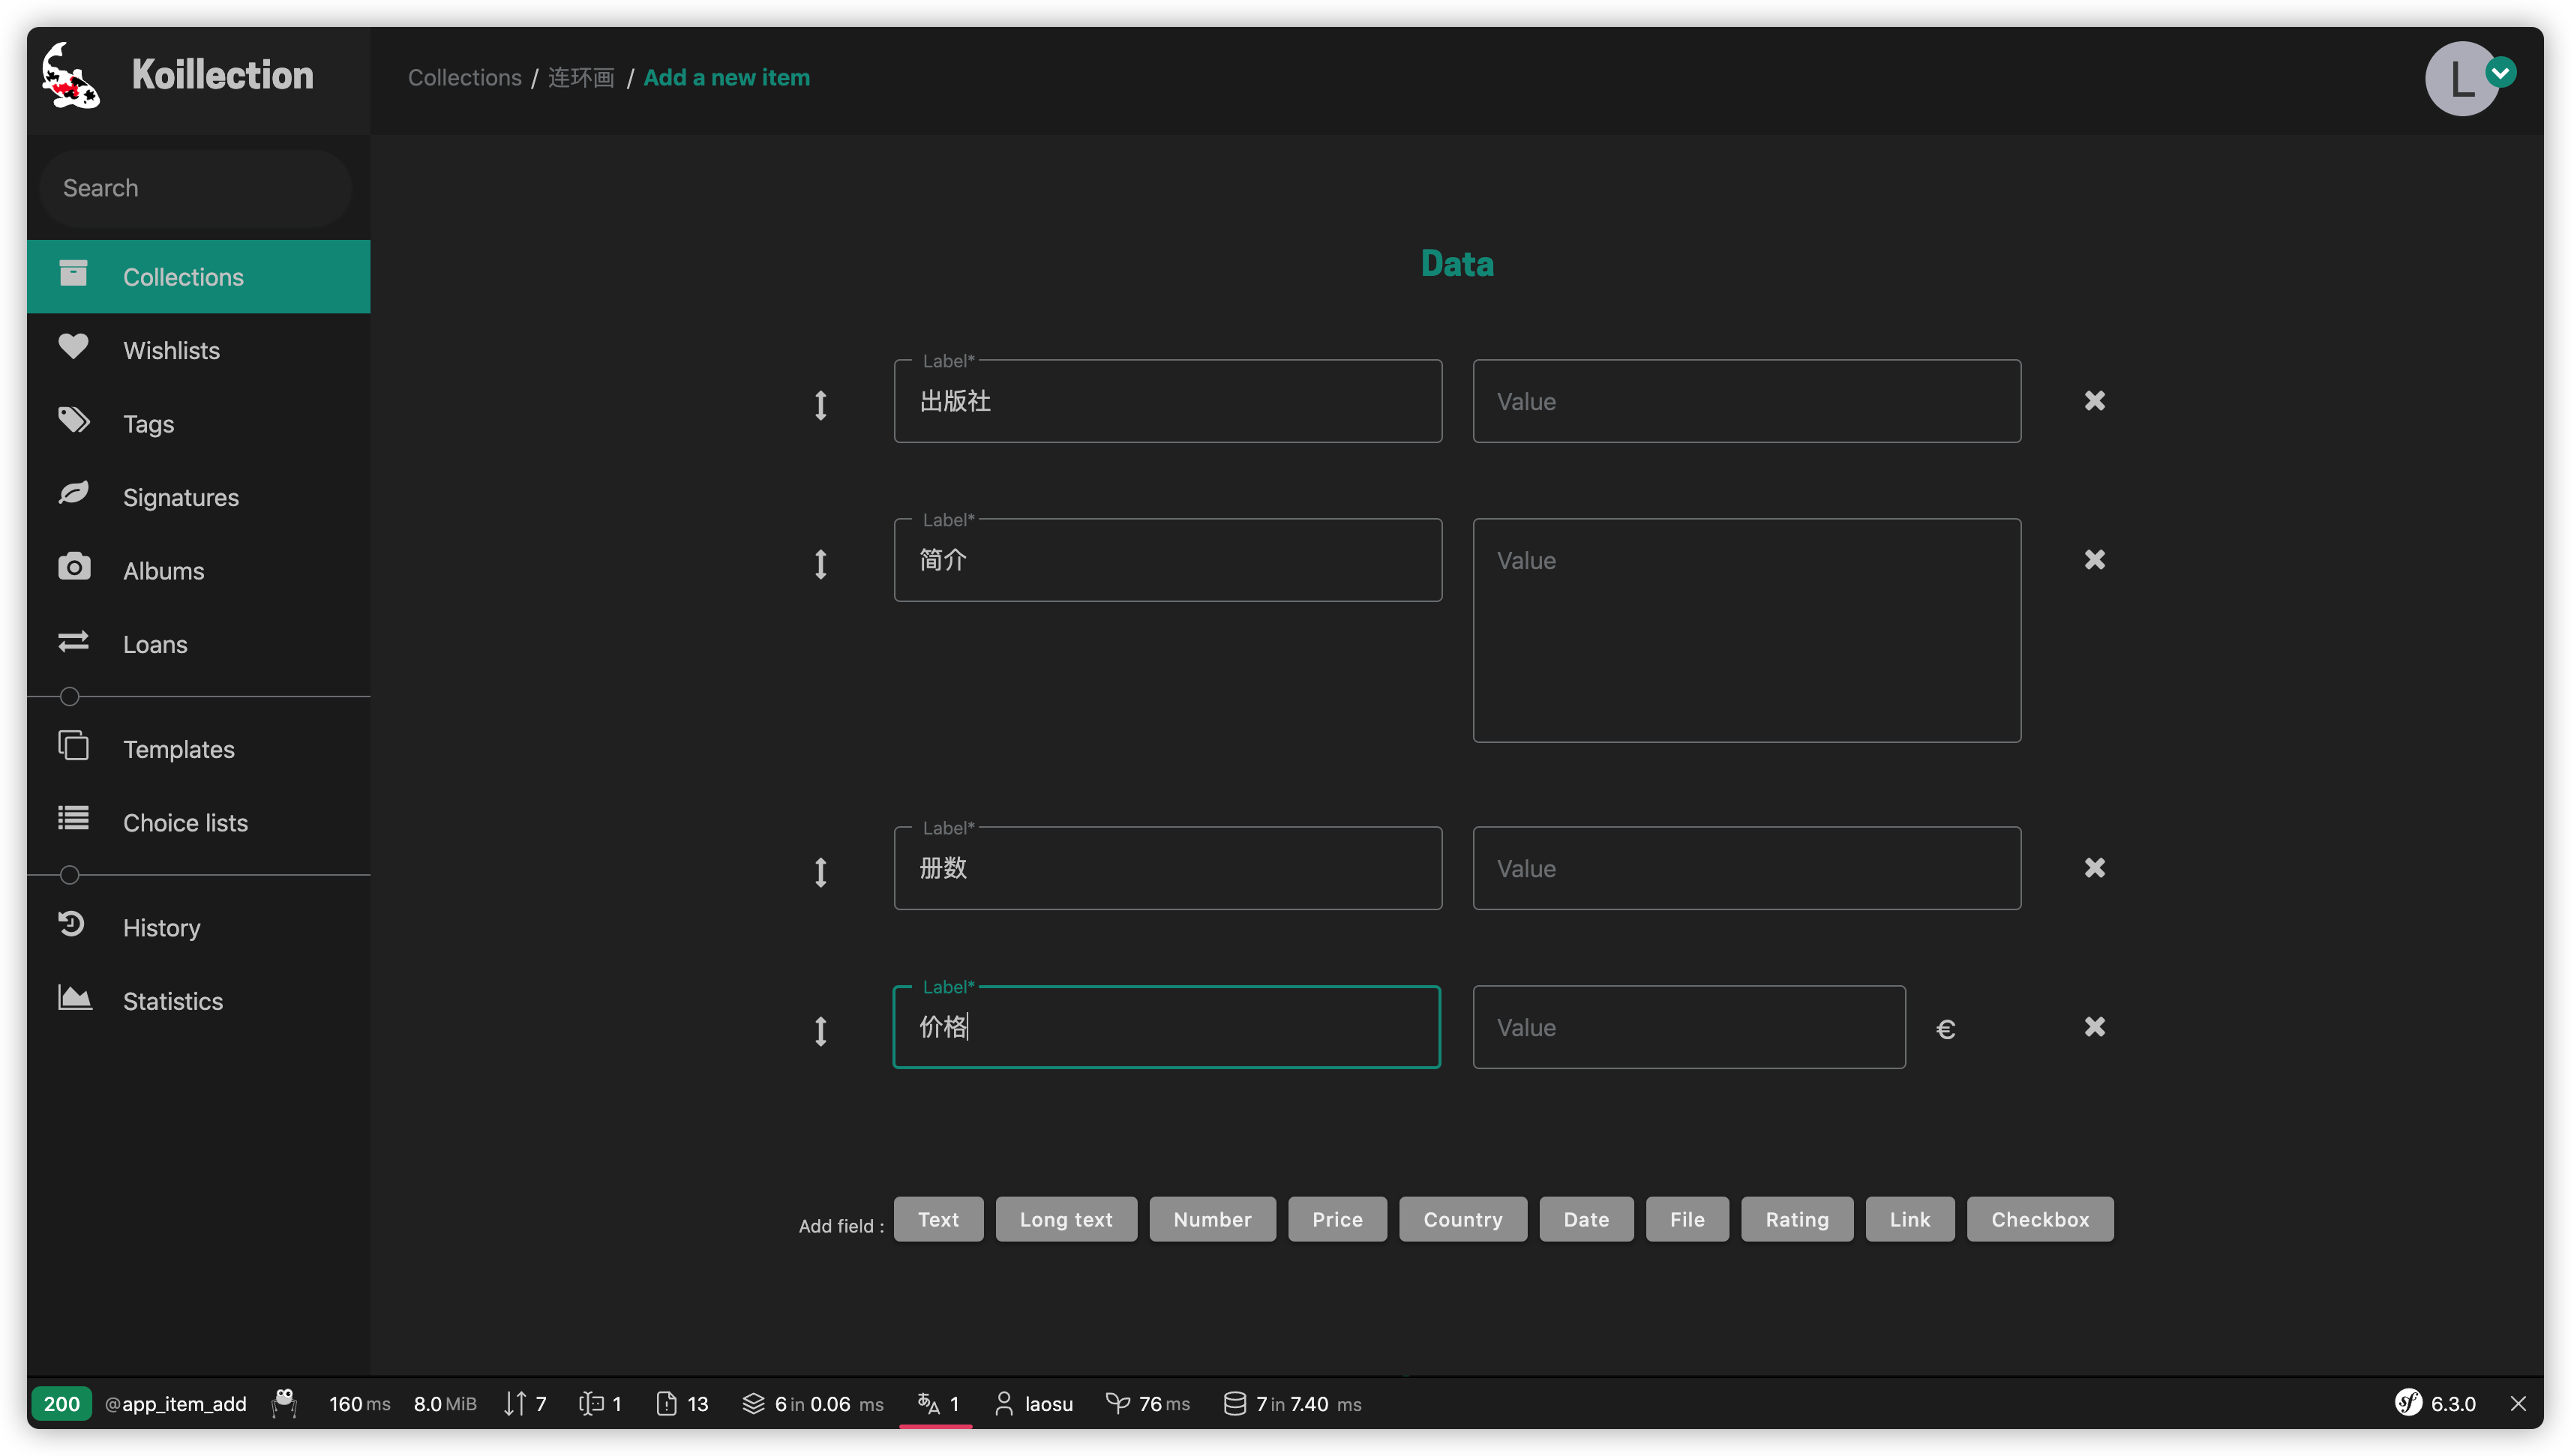 Koillection
Collections / 连环画 / Add a new item
L
Search
Collections
Wishlists
Tags
Signatures
Albums
Loans
Templates
Choice lists
History
Statistics
Data
Label*
出版社
Value
Label*
简介
Value
Label*
册数
Value
Label*
价格
Value
€
Add field : Text Long text Number Price Country Date File Rating Link Checkbox
200 @app_item_add 160 ms 8.0 MiB 7 1 13 6 in 0.06 ms 1 laosu 76 ms 7 in 7.40 ms sf 6.3.0